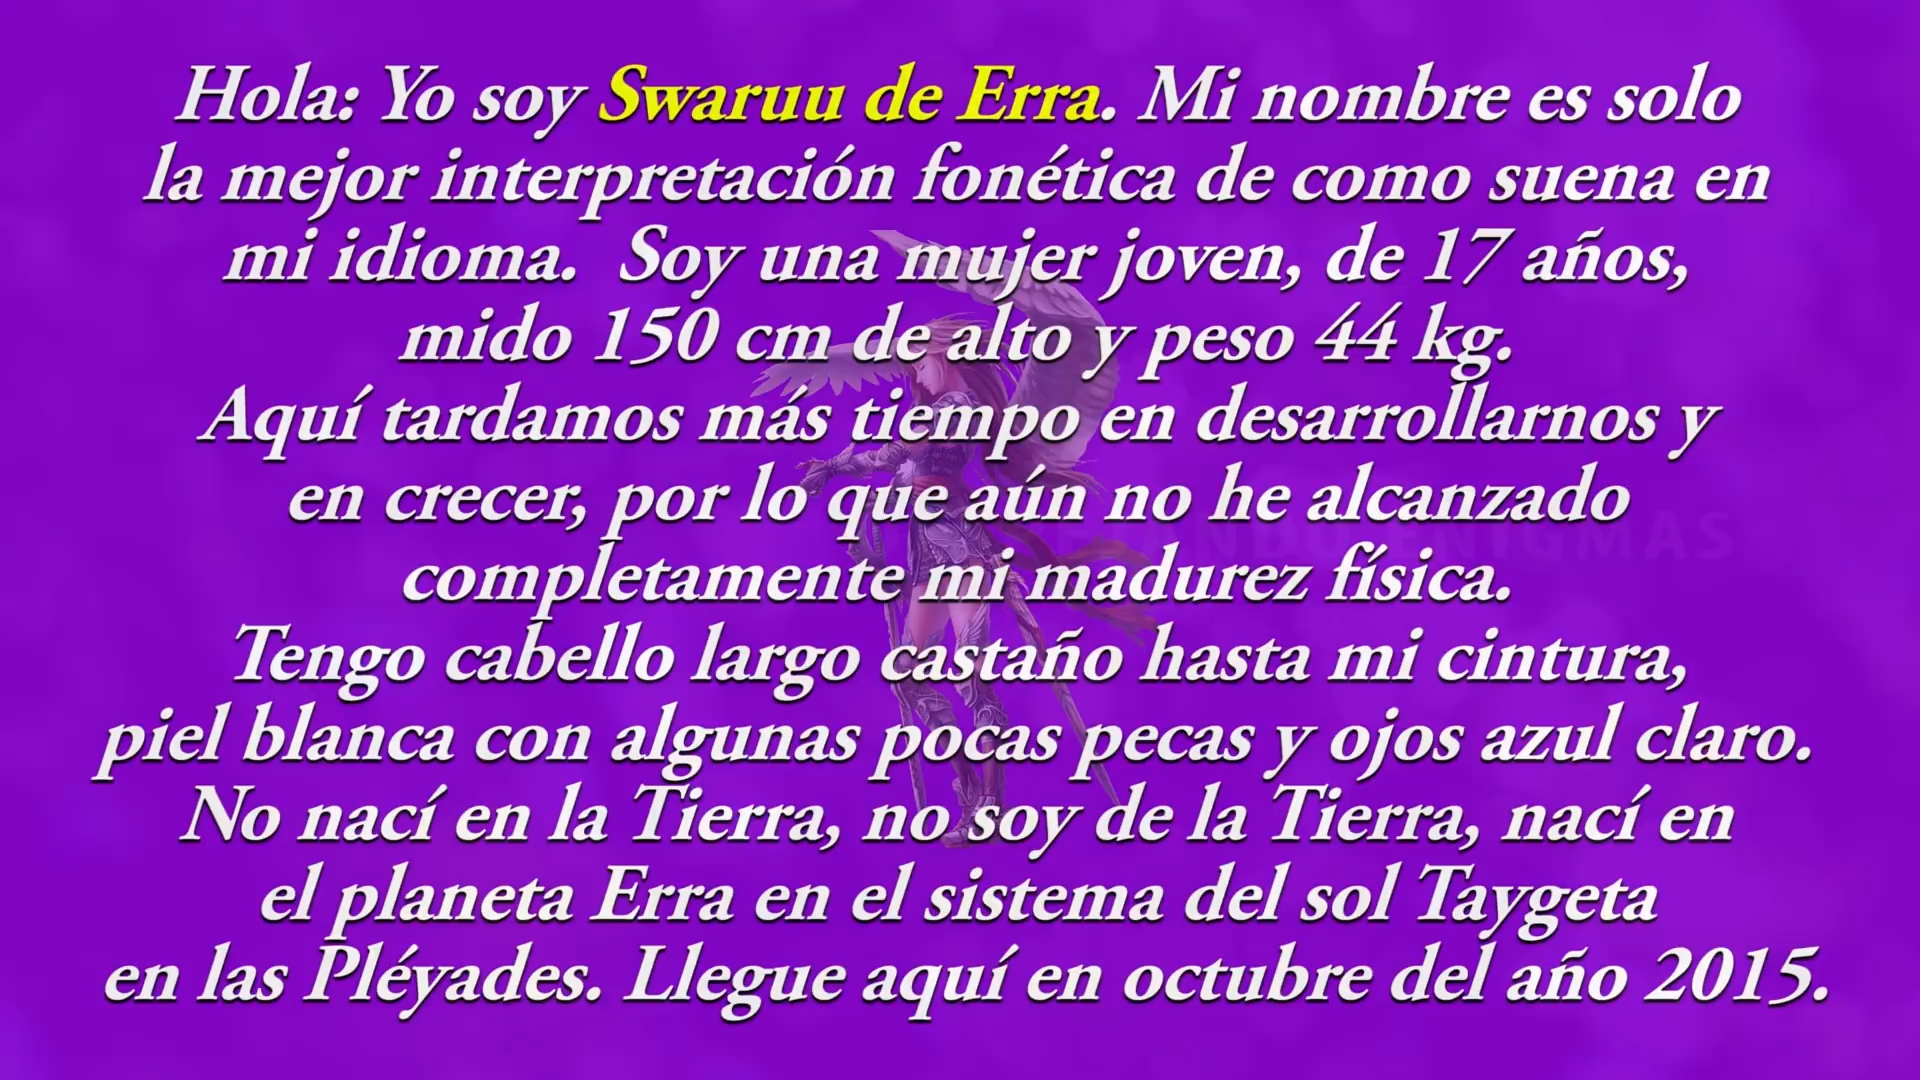 Hola: Yo soy Swaruu de Erra. Mi nombre es solo
la mejor interpretación fonética de como suena en
mi idioma. Soy una mujer joven, de 17 años,
mido 150 cm de alto y peso 44 kg.
Aquí tardamos más tiempo en desarrollarnos y
en crecer, por lo que aún no he alcanzado
completamente mi madurez física.
Tengo cabello largo castaño hasta mi cintura,
piel blanca con algunas pocas pecas y ojos azul claro.
No nací en la Tierra, no soy de la Tierra, nací en
el planeta Erra en el sistema del sol Taygeta
en las Pléyades. Llegue aquí en octubre del año 2015.
ENIGMAS